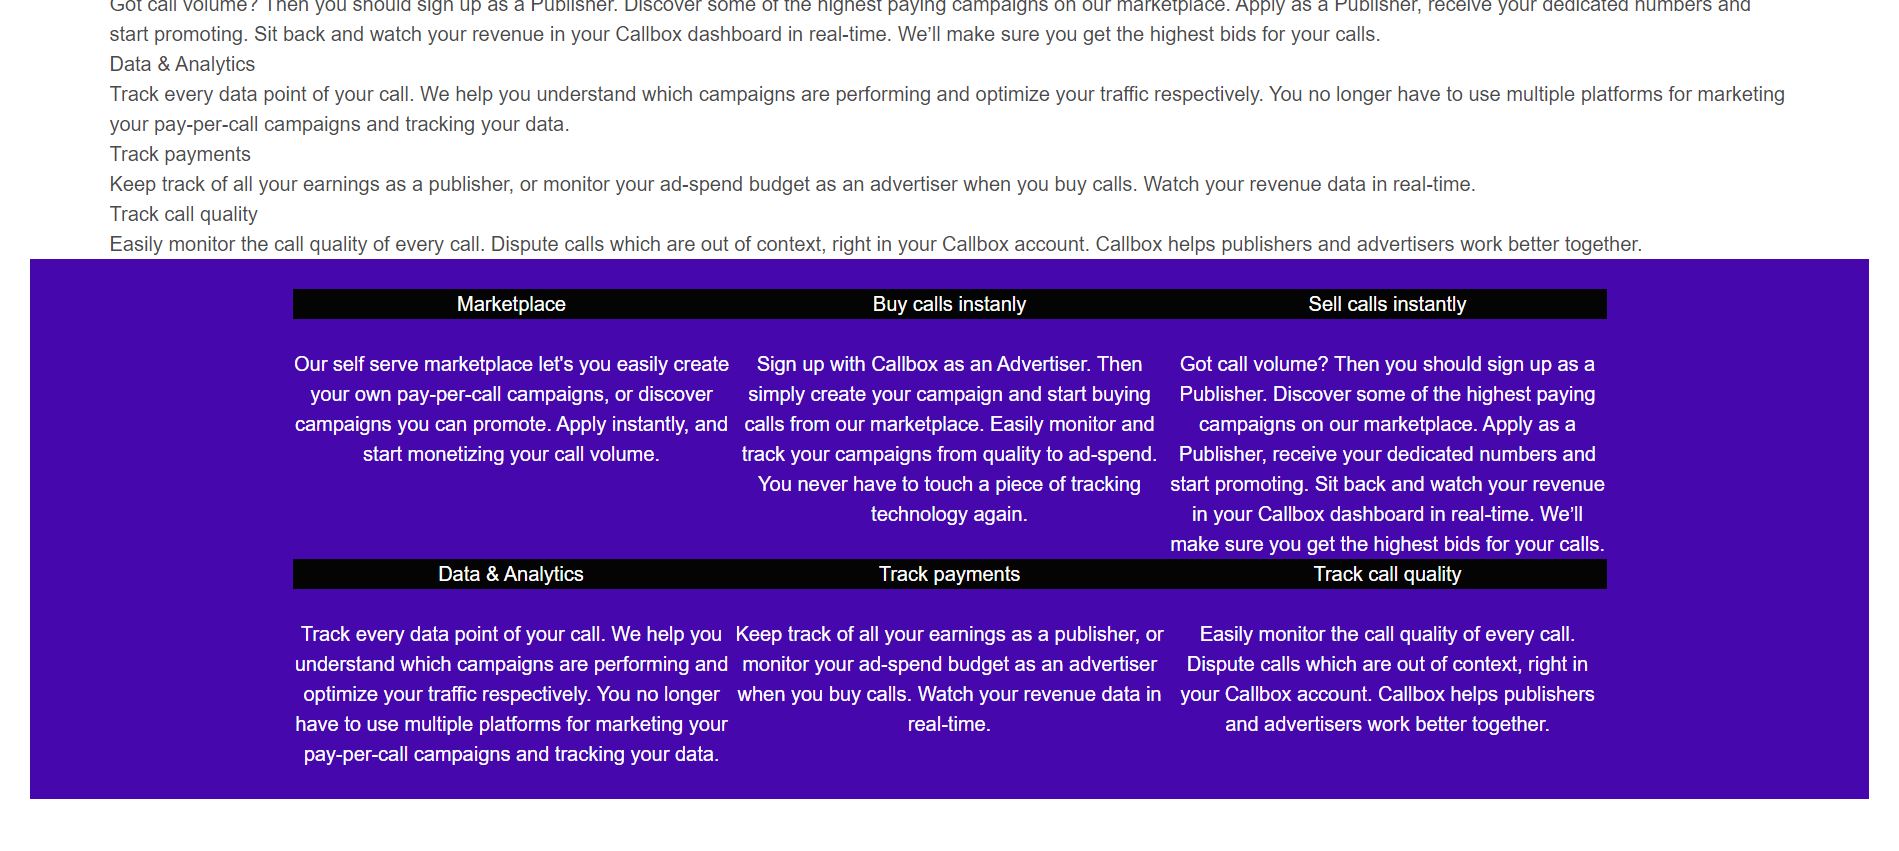 Got call volume? Then you should sign up as a Publisher. Discover some of the highest paying campaigns on our marketplace. Apply as a Publisher, receive your dedicated numbers and
start promoting. Sit back and watch your revenue in your Callbox dashboard in real-time. We’ll make sure you get the highest bids for your calls.
Data & Analytics
Track every data point of your call. We help you understand which campaigns are performing and optimize your traffic respectively. You no longer have to use multiple platforms for marketing
your pay-per-call campaigns and tracking your data.
Track payments
Keep track of all your earnings as a publisher, or monitor your ad-spend budget as an advertiser when you buy calls. Watch your revenue data in real-time.
Track call quality
Easily monitor the call quality of every call. Dispute calls which are out of context, right in your Callbox account. Callbox helps publishers and advertisers work better together.
Marketplace
Our self serve marketplace let's you easily create
your own pay-per-call campaigns, or discover
campaigns you can promote. Apply instantly, and
start monetizing your call volume.
Buy calls instanly
Sign up with Callbox as an Advertiser. Then
simply create your campaign and start buying
calls from our marketplace. Easily monitor and
track your campaigns from quality to ad-spend.
You never have to touch a piece of tracking
technology again.
Sell calls instantly
Got call volume? Then you should sign up as a
Publisher. Discover some of the highest paying
campaigns on our marketplace. Apply as a
Publisher, receive your dedicated numbers and
start promoting. Sit back and watch your revenue
in your Callbox dashboard in real-time. We’ll
make sure you get the highest bids for your calls.
Data & Analytics
Track every data point of your call. We help you
understand which campaigns are performing and
optimize your traffic respectively. You no longer
have to use multiple platforms for marketing your
pay-per-call campaigns and tracking your data.
Track payments
Keep track of all your earnings as a publisher, or
monitor your ad-spend budget as an advertiser
when you buy calls. Watch your revenue data in
real-time.
Track call quality
Easily monitor the call quality of every call.
Dispute calls which are out of context, right in
your Callbox account. Callbox helps publishers
and advertisers work better together.